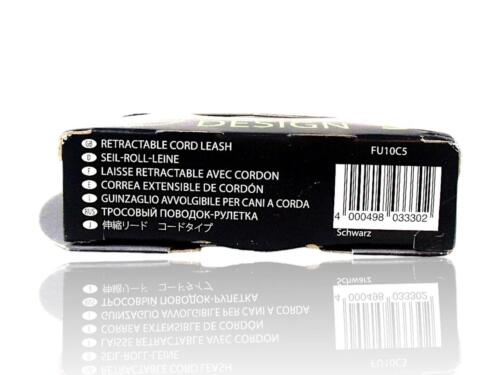 DESIGN
GB RETRACTABLE CORD LEASH
D SEIL-ROLL-LEINE
F LAISSE RETRACTABLE AVEC CORDON
E CORREA EXTENSIBLE DE CORDÓN
I GUINZAGLIO AVVOLGIBILE PER CANI A CORDA
RUS ТРОСОВЫЙ ПОВОДОК-РУЛЕТКА
J 伸縮リード コードタイプ
FU10C5
4 000498 033302
Schwarz